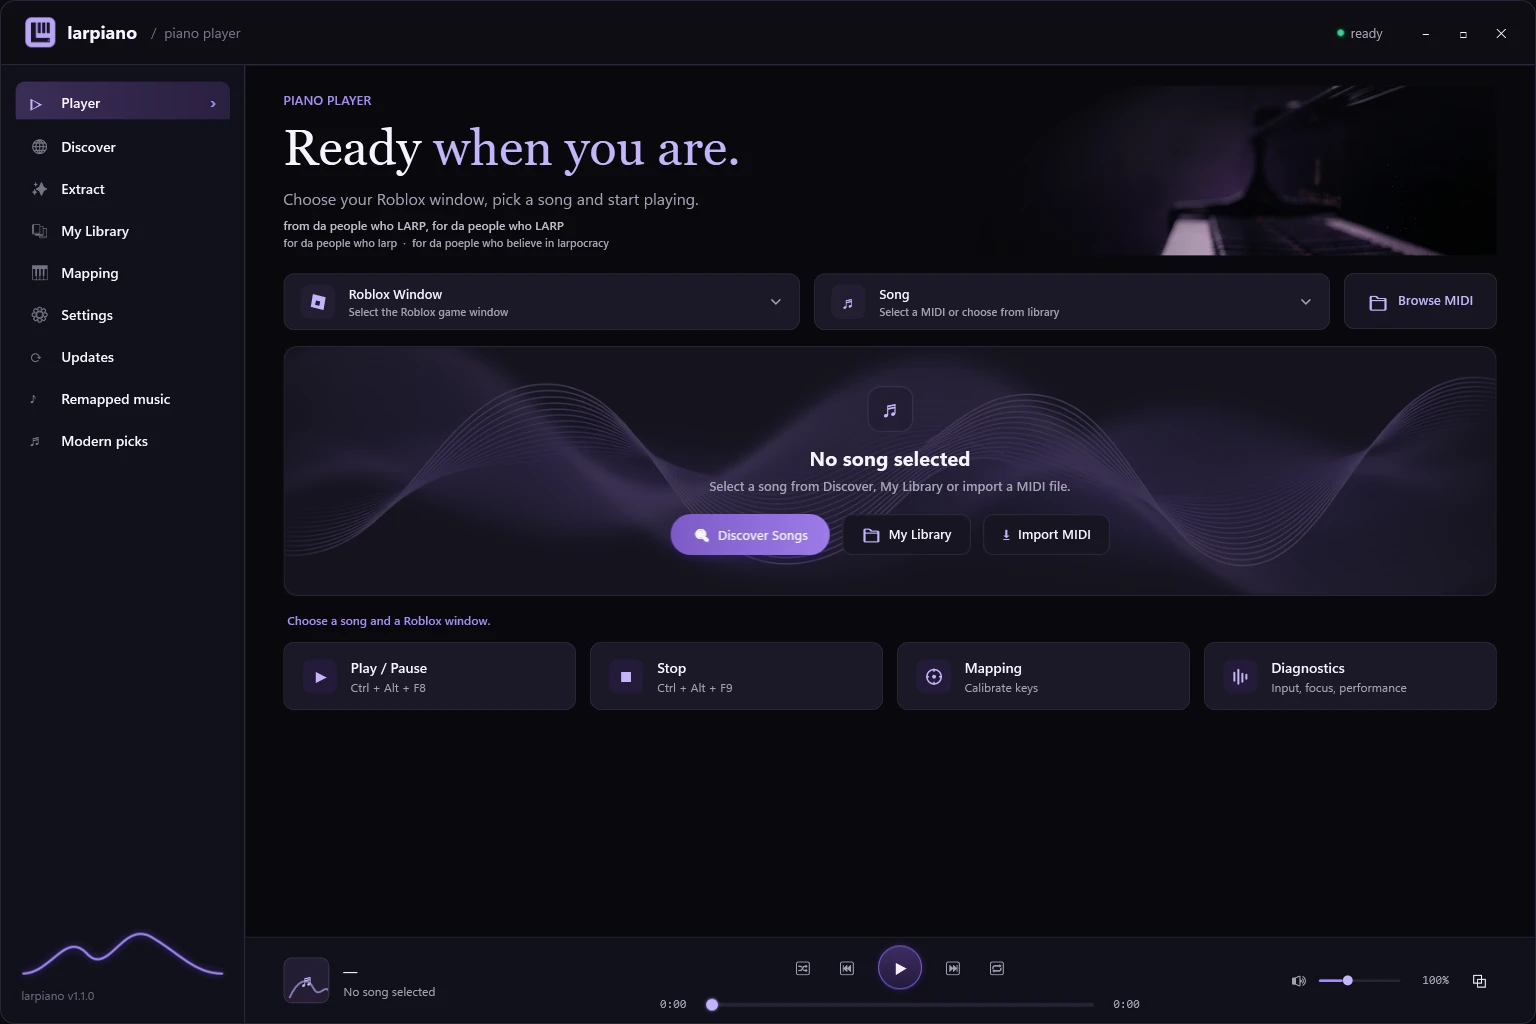 larpiano / piano player
ready
Player
Discover
Extract
My Library
Mapping
Settings
Updates
Remapped music
Modern picks
larpiano v1.1.0
PIANO PLAYER
Ready when you are.
Choose your Roblox window, pick a song and start playing.
from da people who LARP, for da people who LARP
for da people who larp · for da poeple who believe in larpocracy
Roblox Window
Select the Roblox game window
Song
Select a MIDI or choose from library
Browse MIDI
No song selected
Select a song from Discover, My Library or import a MIDI file.
Discover Songs
My Library
Import MIDI
Choose a song and a Roblox window.
Play / Pause
Ctrl + Alt + F8
Stop
Ctrl + Alt + F9
Mapping
Calibrate keys
Diagnostics
Input, focus, performance
—
No song selected
0:00
0:00
100%